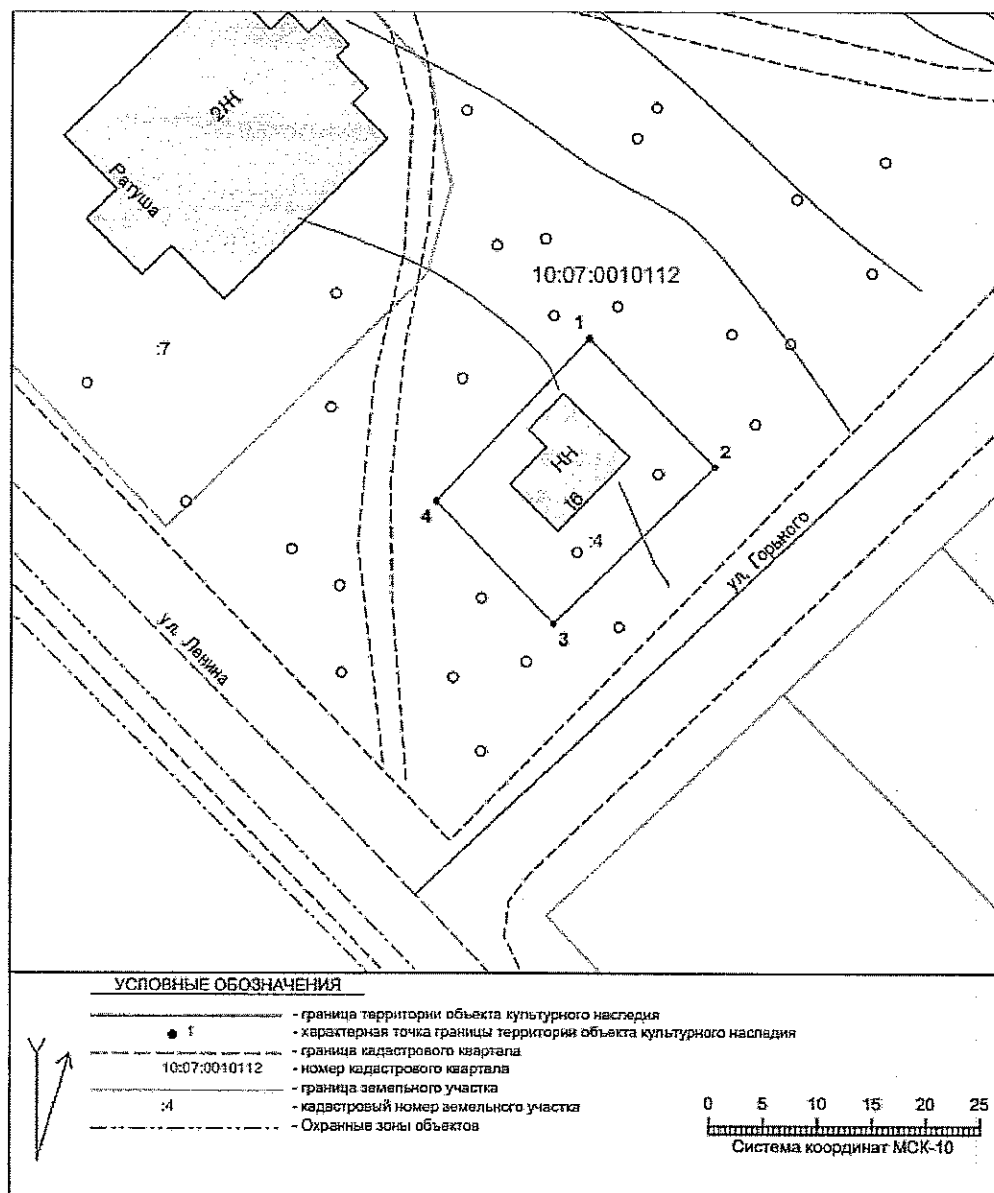 2НН
Ратуша
10:07:0010112
1
:7
2
НН
16
4
:4
ул. Горького
3
ул. Ленина
УСЛОВНЫЕ ОБОЗНАЧЕНИЯ
- граница территории объекта культурного наследия
1 - характерная точка границы территории объекта культурного наследия
- граница кадастрового квартала
10:07:0010112 - номер кадастрового квартала
- граница земельного участка
:4 - кадастровый номер земельного участка
- Охранные зоны объектов
0 5 10 15 20 25
Система координат МСК-10